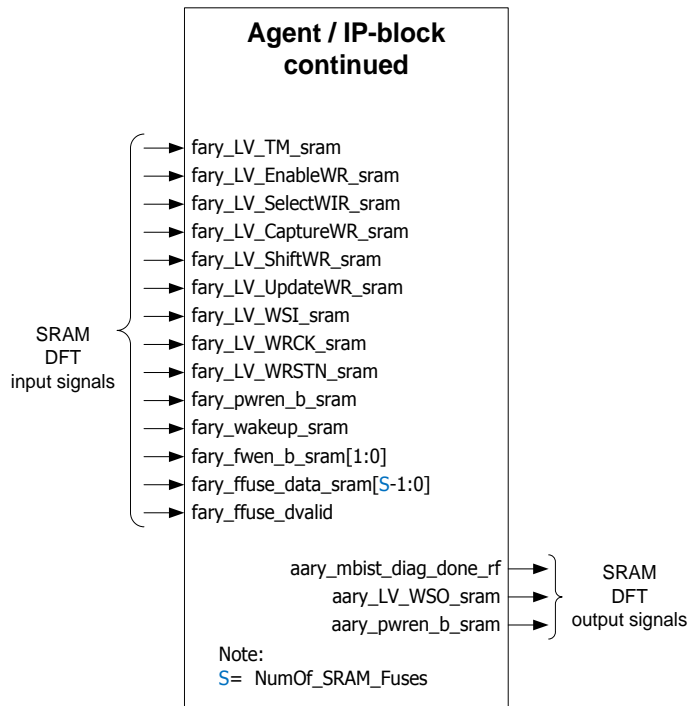 Agent / IP-block
continued
fary_LV_TM_sram
fary_LV_EnableWR_sram
fary_LV_SelectWIR_sram
fary_LV_CaptureWR_sram
fary_LV_ShiftWR_sram
fary_LV_UpdateWR_sram
fary_LV_WSI_sram
fary_LV_WRCK_sram
fary_LV_WRSTN_sram
fary_pwren_b_sram
fary_wakeup_sram
fary_fwen_b_sram[1:0]
fary_ffuse_data_sram[S-1:0]
fary_ffuse_dvalid
SRAM
DFT
input signals
aary_mbist_diag_done_rf
aary_LV_WSO_sram
aary_pwren_b_sram
SRAM
DFT
output signals
Note:
S= NumOf_SRAM_Fuses